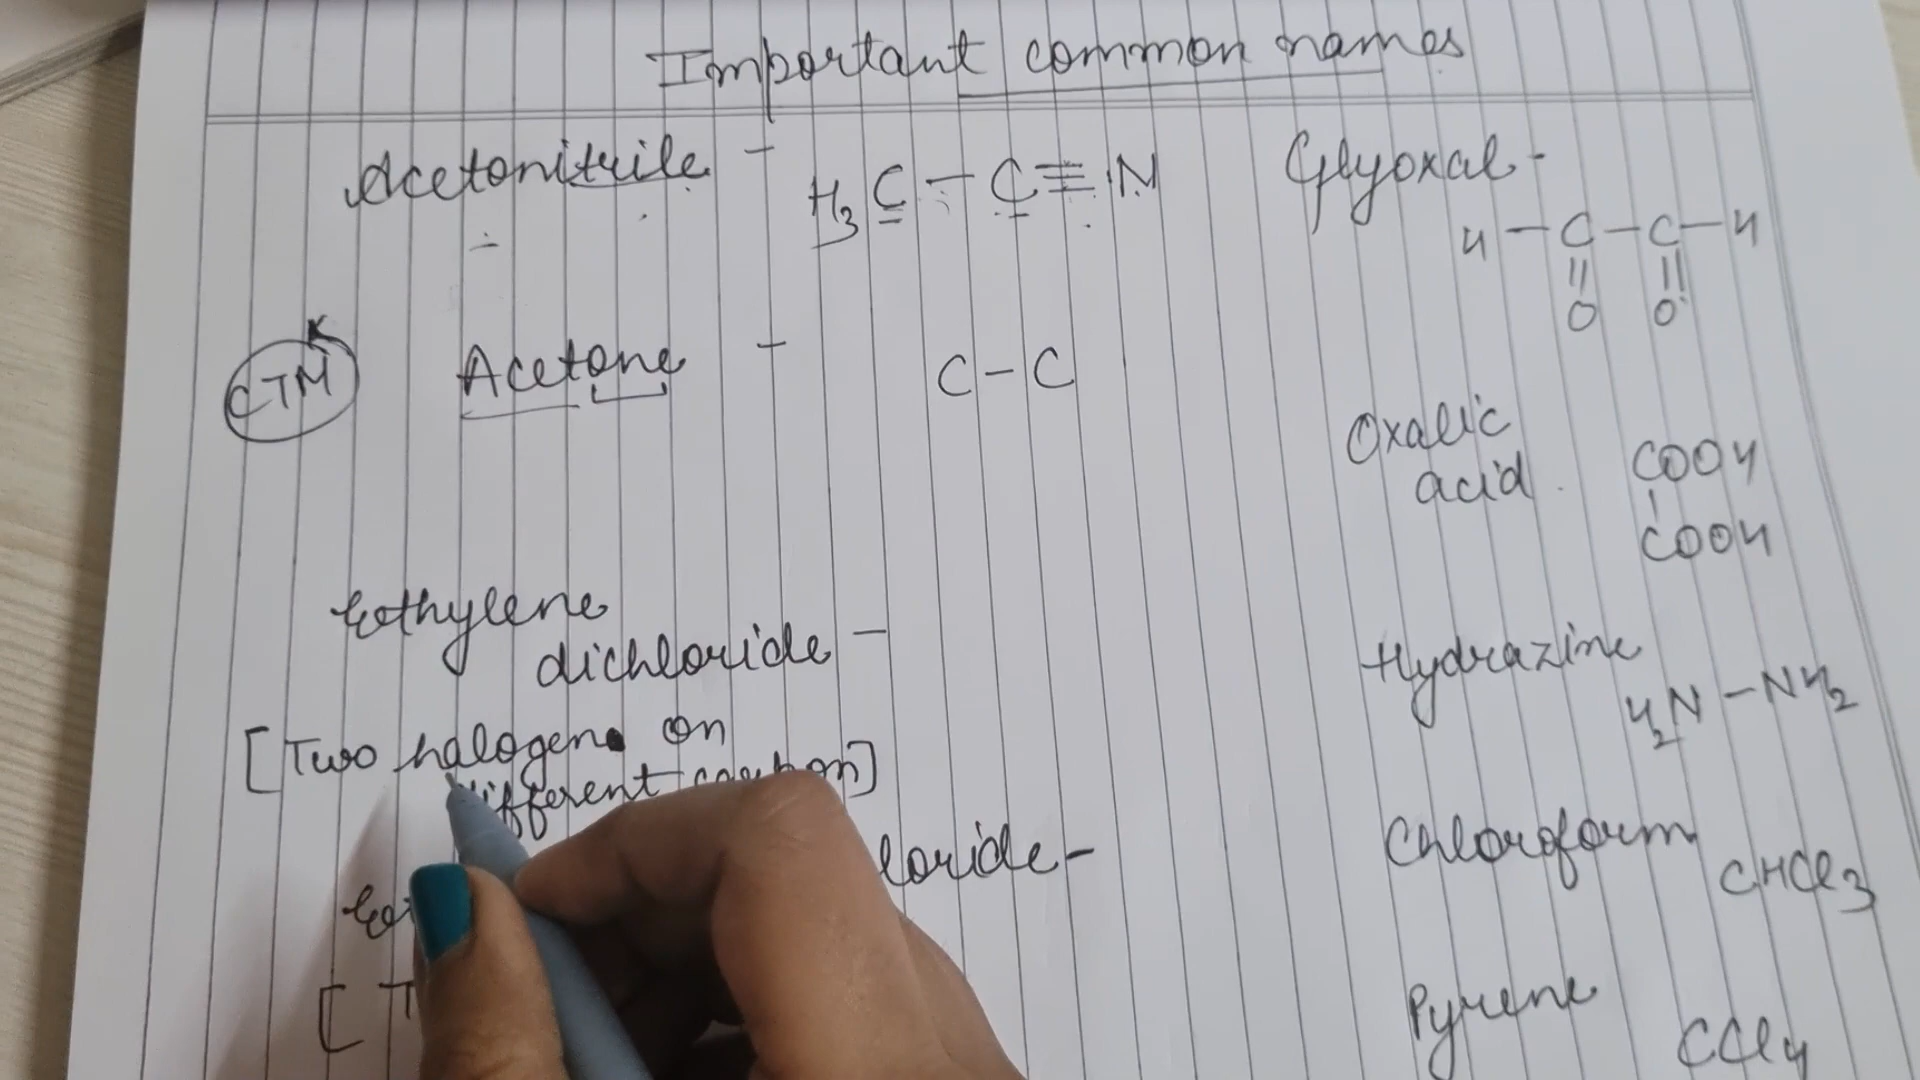 Important common names
Acetonitrile - H3C - C≡N
CTM K
Acetone - C - C
Ethylene
dichloride -
[Two halogens on
different carbon]
loride -
[ T
Glyoxal -
H - C - C - H
|| ||
O O
Oxalic
acid
COOH
|
COOH
Hydrazine
H2N - NH2
Chloroform
CHCl3
Pyrene
CCl4